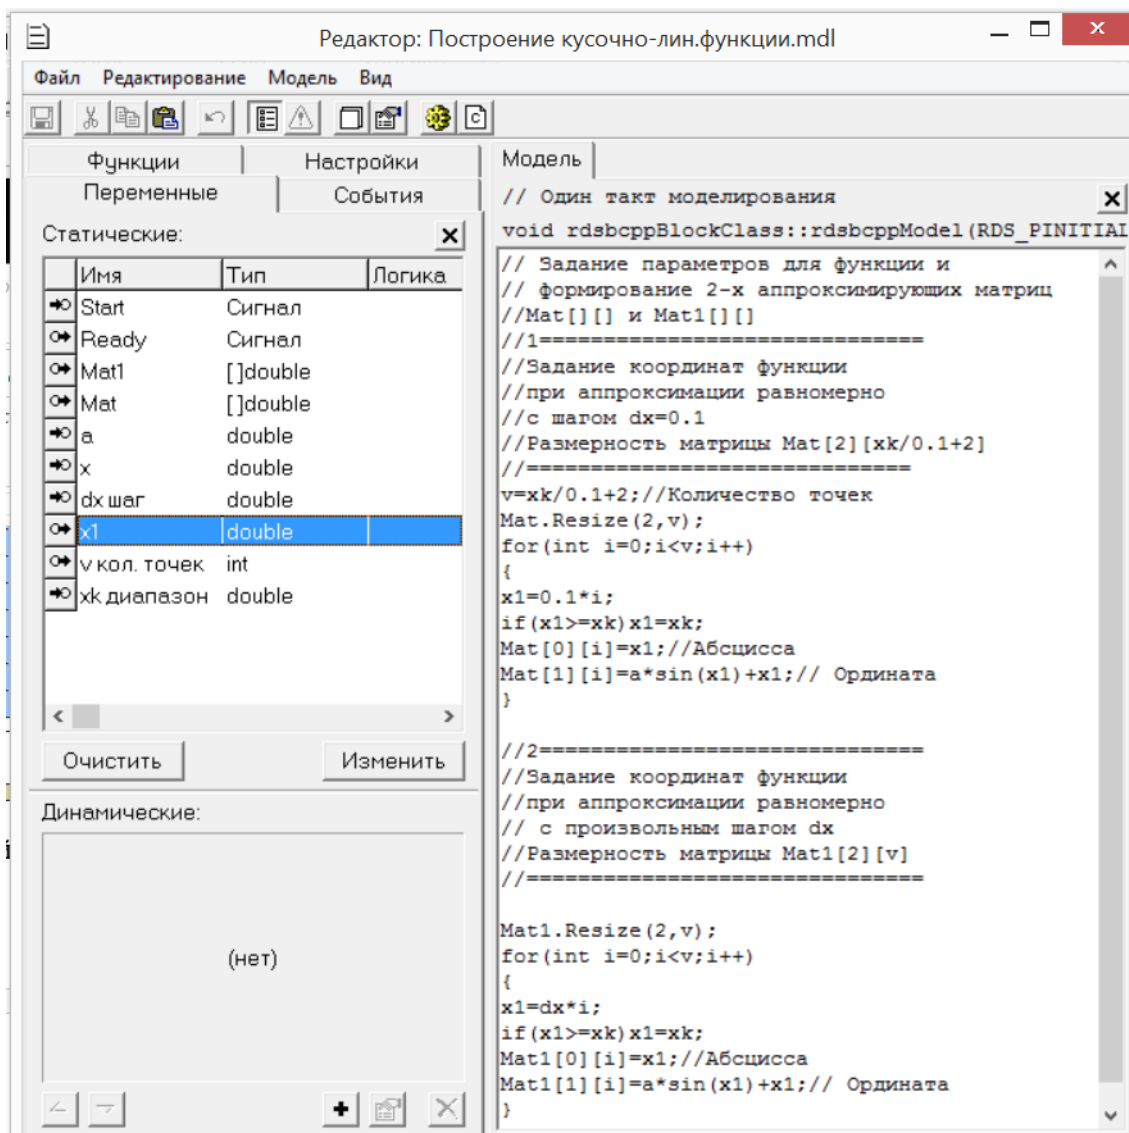 Редактор: Построение кусочно-лин.функции.mdl
Файл Редактирование Модель Вид
Функции Настройки
Переменные События
Статические:
Имя Тип Логика
Start Сигнал
Ready Сигнал
Mat1 []double
Mat []double
a double
x double
dx шаг double
x1 double
v кол. точек int
xk диапазон double
Очистить Изменить
Динамические:
(нет)
Модель
// Один такт моделирования
void rdsbcppBlockClass::rdsbcppModel(RDS_PINITIAL
// Задание параметров для функции и
// формирование 2-х аппроксимирующих матриц
//Mat[][] и Mat1[][]
//1==============================
//Задание координат функции
//при аппроксимации равномерно
//с шагом dx=0.1
//Размерность матрицы Mat[2][xk/0.1+2]
//==============================
v=xk/0.1+2;//Количество точек
Mat.Resize(2,v);
for(int i=0;i<v;i++)
{
x1=0.1*i;
if(x1>=xk)x1=xk;
Mat[0][i]=x1;//Абсцисса
Mat[1][i]=a*sin(x1)+x1;// Ордината
}
//2==============================
//Задание координат функции
//при аппроксимации равномерно
// с произвольным шагом dx
//Размерность матрицы Mat1[2][v]
//===============================
Mat1.Resize(2,v);
for(int i=0;i<v;i++)
{
x1=dx*i;
if(x1>=xk)x1=xk;
Mat1[0][i]=x1;//Абсцисса
Mat1[1][i]=a*sin(x1)+x1;// Ордината
}